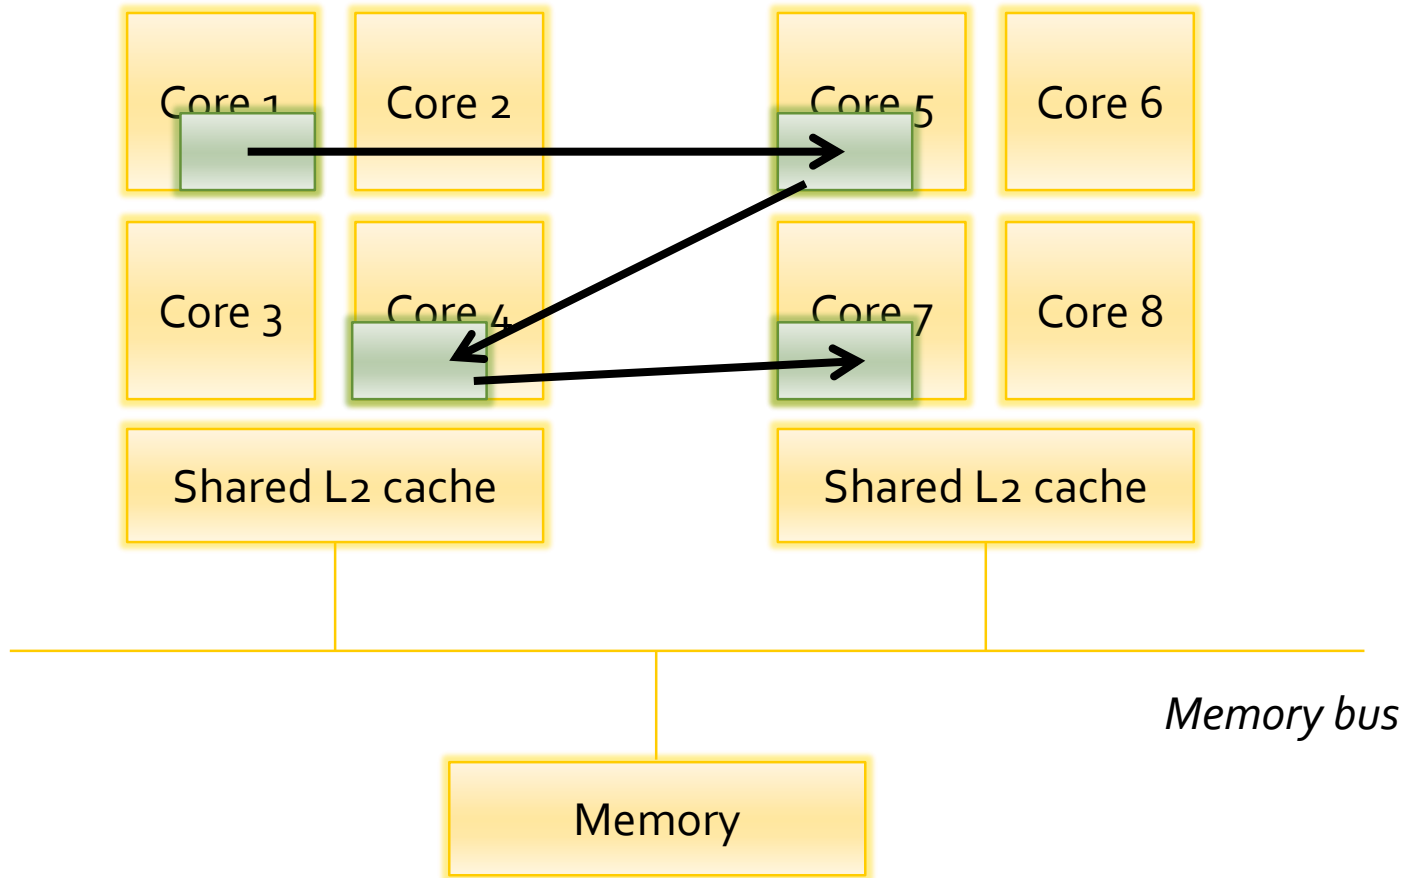 Core 1
Core 2
Core 5
Core 6
Core 3
Core 4
Core 7
Core 8
Shared L2 cache
Shared L2 cache
Memory bus
Memory